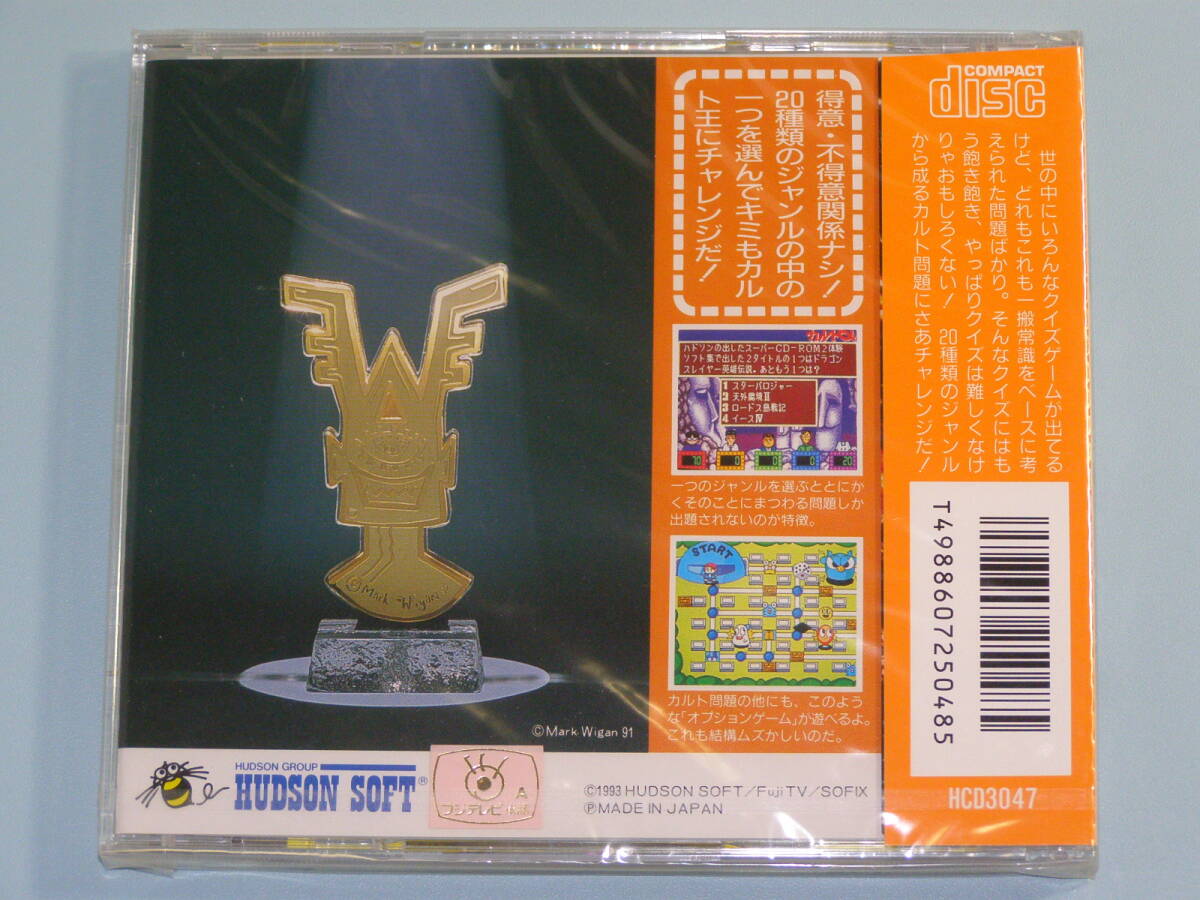 得意・不得意関係ナシ!
20種類のジャンルの中の
一つを選んでキミもカル
ト王にチャレンジだ!
カルトQ
ハドソンの出したスーパーCD-ROM2体験
ソフト集で出した2タイトルの1つはドラゴン
スレイヤー英雄伝説。あともう1つは?
1 スターパロジャー
2 天外魔境II
3 ロードス島戦記
4 イースIV
70
0
0
0
20
一つのジャンルを選ぶととにか
くそのことにまつわる問題しか
出題されないのが特徴。
START
カルト問題の他にも、このよう
な「オプションゲーム」が遊べるよ。
これも結構ムズかしいのだ。
©Mark Wigan
©Mark Wigan 91
HUDSON GROUP
HUDSON SOFT®
フジテレビ
A
©1993 HUDSON SOFT/FujiTV/SOFIX
ⓅMADE IN JAPAN
COMPACT
disc
世の中にいろんなクイズゲームが出てる
けど、どれもこれも一搬常識をベースに考
えられた問題ばかり。そんなクイズにはも
う飽き飽き、やっぱりクイズは難しくなけ
りゃおもしろくない! 20種類のジャンル
から成るカルト問題にさあチャレンジだ!
T4988607250485
HCD3047